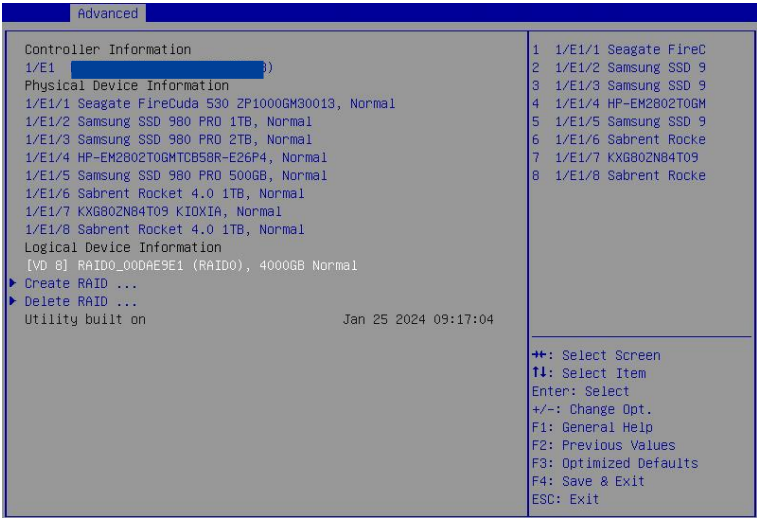 Advanced
Controller Information
1/E1
Physical Device Information
1/E1/1 Seagate FireCuda 530 ZP1000GM30013, Normal
1/E1/2 Samsung SSD 980 PRO 1TB, Normal
1/E1/3 Samsung SSD 980 PRO 2TB, Normal
1/E1/4 HP-EM2802T0GMTCB58R-E26P4, Normal
1/E1/5 Samsung SSD 980 PRO 500GB, Normal
1/E1/6 Sabrent Rocket 4.0 1TB, Normal
1/E1/7 KXG80ZN84T09 KIOXIA, Normal
1/E1/8 Sabrent Rocket 4.0 1TB, Normal
Logical Device Information
[VD 8] RAID0_00DAE9E1 (RAID0), 4000GB Normal
Create RAID ...
Delete RAID ...
Utility built on Jan 25 2024 09:17:04
1 1/E1/1 Seagate FireC
2 1/E1/2 Samsung SSD 9
3 1/E1/3 Samsung SSD 9
4 1/E1/4 HP-EM2802T0GM
5 1/E1/5 Samsung SSD 9
6 1/E1/6 Sabrent Rocke
7 1/E1/7 KXG80ZN84T09
8 1/E1/8 Sabrent Rocke
→←: Select Screen
↑↓: Select Item
Enter: Select
+/-: Change Opt.
F1: General Help
F2: Previous Values
F3: Optimized Defaults
F4: Save & Exit
ESC: Exit